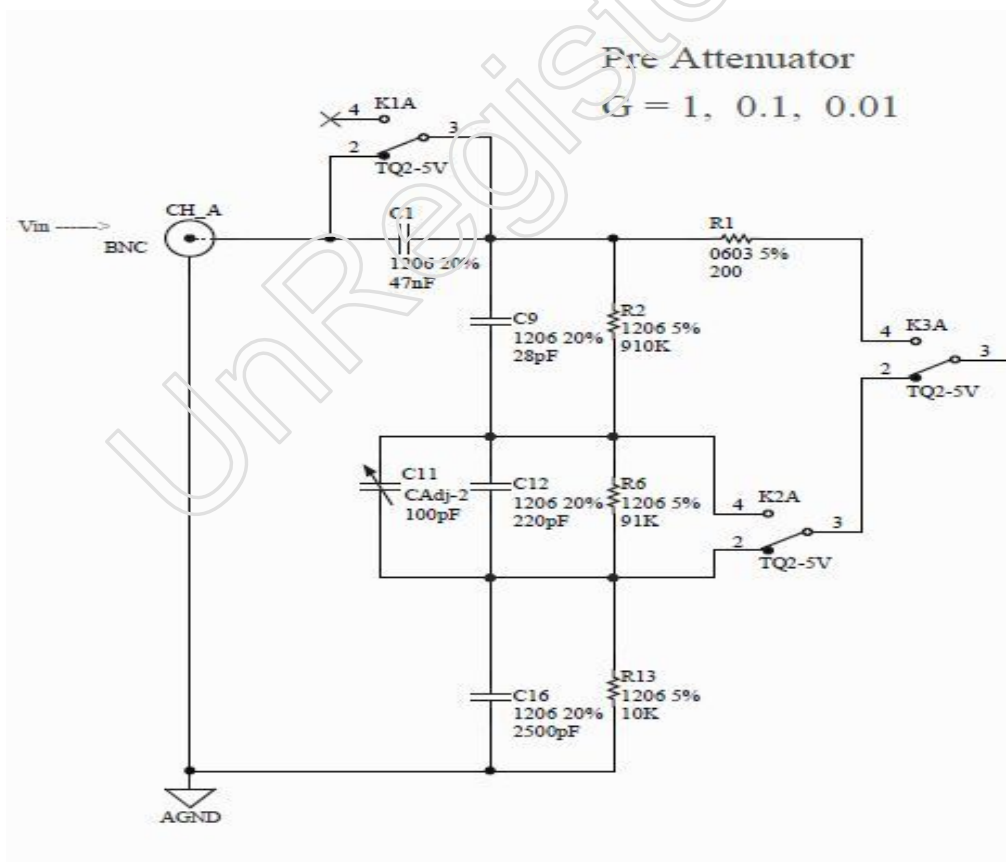 Pre Attenuator
G = 1, 0.1, 0.01
4 K1A
3
2
TQ2-5V
Vin
CH_A
BNC
C1
1206 20%
47nF
R1
0603 5%
200
C9
1206 20%
28pF
R2
1206 5%
910K
4 K3A
3
2
TQ2-5V
C11
CAdj-2
100pF
C12
1206 20%
220pF
R6
1206 5%
91K
4 K2A
3
2
TQ2-5V
C16
1206 20%
2500pF
R13
1206 5%
10K
AGND
UnRegist